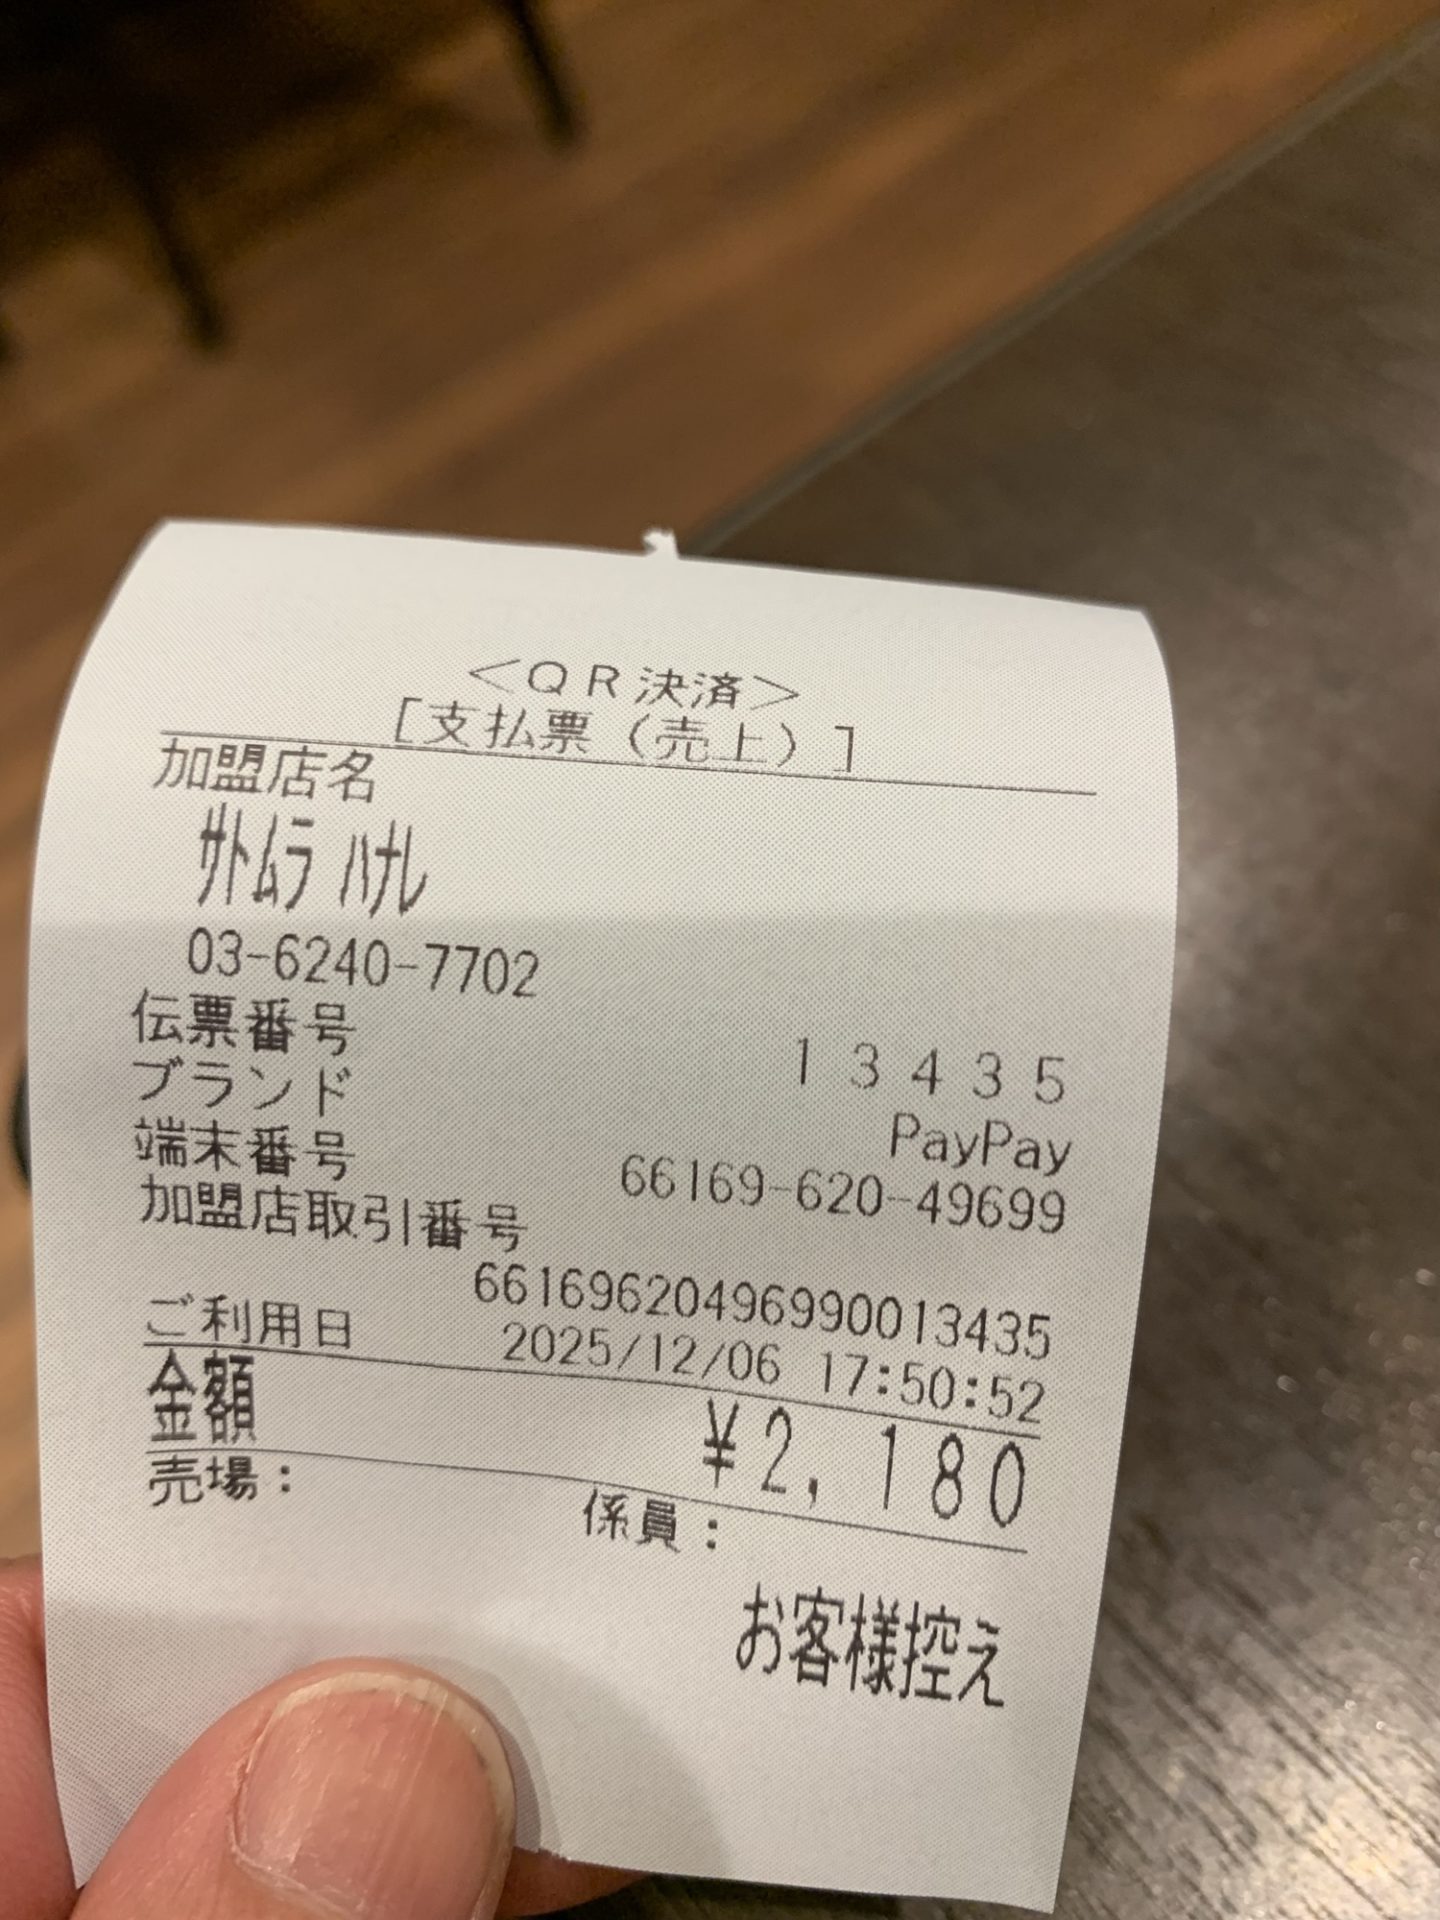 ＜ＱＲ決済＞
［支払票（売上）］
加盟店名
ｻﾄﾑﾗ ﾊﾅﾚ
03-6240-7702
伝票番号 １３４３５
ブランド PayPay
端末番号 66169-620-49699
加盟店取引番号
66169620496990013435
ご利用日 2025/12/06 17:50:52
金額 ¥2,180
売場： 係員：
お客様控え